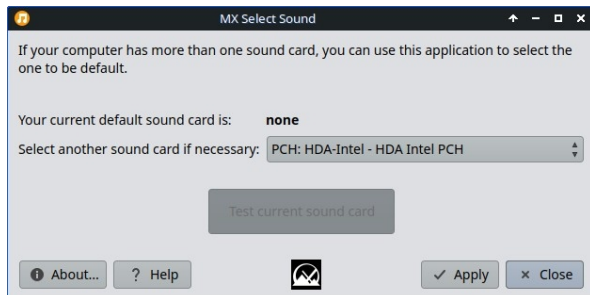 MX Select Sound
If your computer has more than one sound card, you can use this application to select the
one to be default.
Your current default sound card is: none
Select another sound card if necessary: PCH: HDA-Intel - HDA Intel PCH
Test current sound card
About... ? Help Apply Close